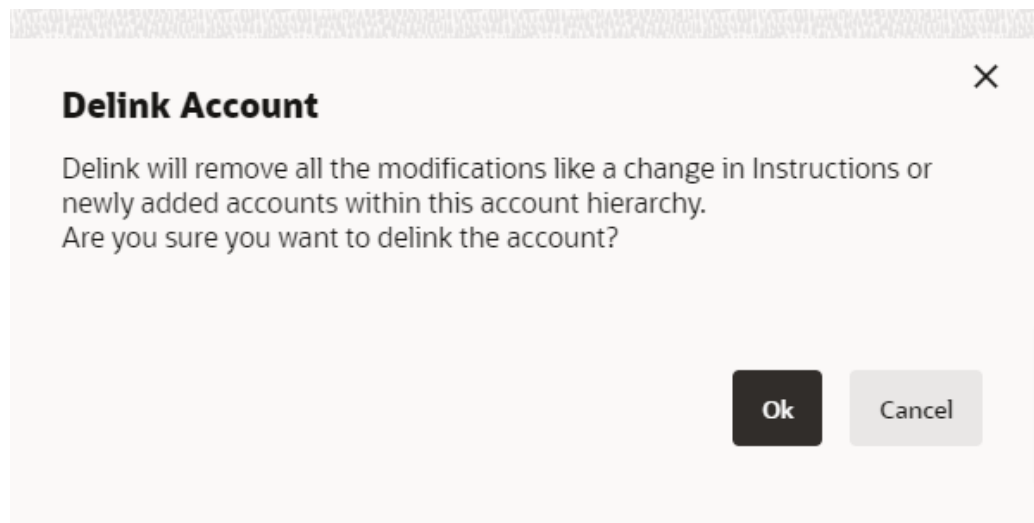 Delink Account
Delink will remove all the modifications like a change in Instructions or
newly added accounts within this account hierarchy.
Are you sure you want to delink the account?
Ok
Cancel